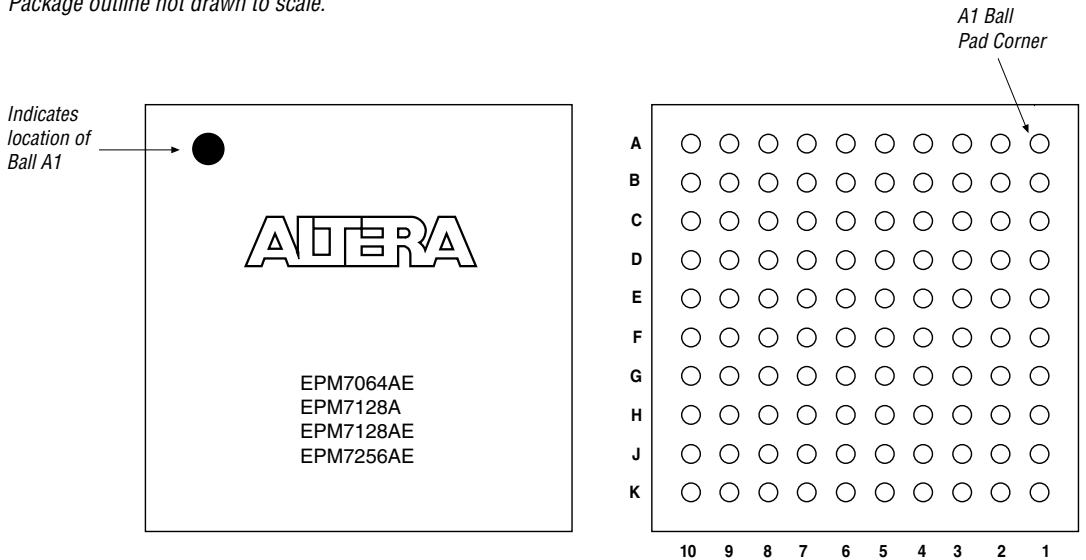 Package outline not drawn to scale.
A1 Ball
Pad Corner
Indicates
location of
Ball A1
ALTERA
EPM7064AE
EPM7128A
EPM7128AE
EPM7256AE
A
B
C
D
E
F
G
H
J
K
10 9 8 7 6 5 4 3 2 1